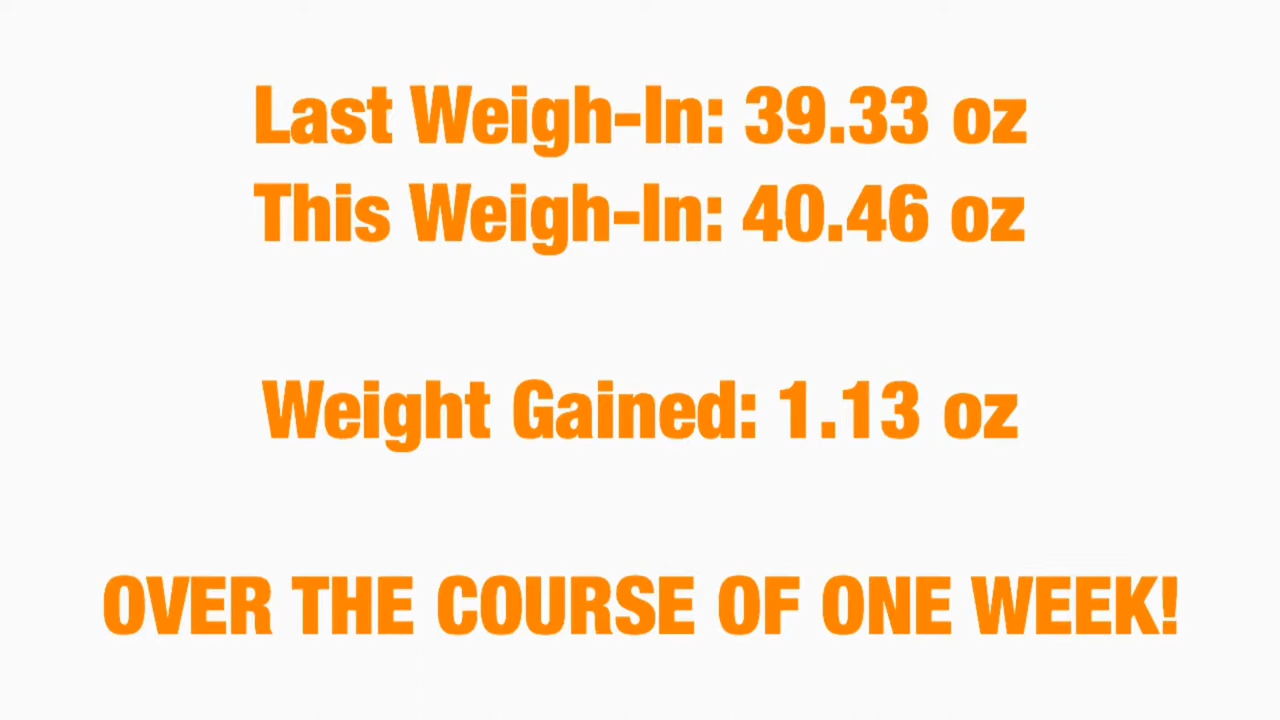 Last Weigh-In: 39.33 oz
This Weigh-In: 40.46 oz
Weight Gained: 1.13 oz
OVER THE COURSE OF ONE WEEK!